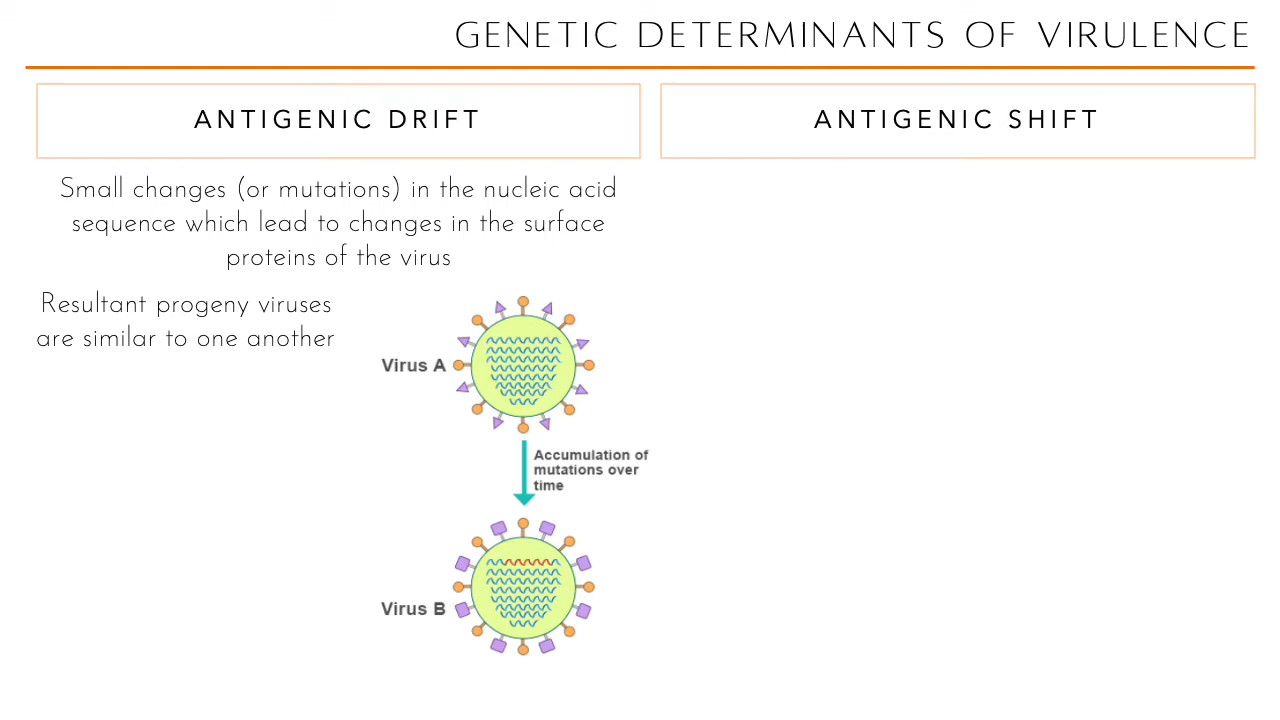 GENETIC DETERMINANTS OF VIRULENCE
ANTIGENIC DRIFT
ANTIGENIC SHIFT
Small changes (or mutations) in the nucleic acid
sequence which lead to changes in the surface
proteins of the virus
Resultant progeny viruses
are similar to one another
Virus A
Accumulation of
mutations over
time
Virus B